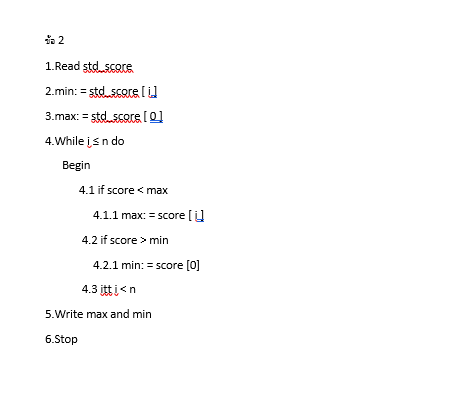 ข้อ 2
1.Read std_score
2.min: = std_score [ i ]
3.max: = std_score [ 0 ]
4.While i ≤ n do
Begin
4.1 if score < max
4.1.1 max: = score [ i ]
4.2 if score > min
4.2.1 min: = score [0]
4.3 itt i < n
5.Write max and min
6.Stop